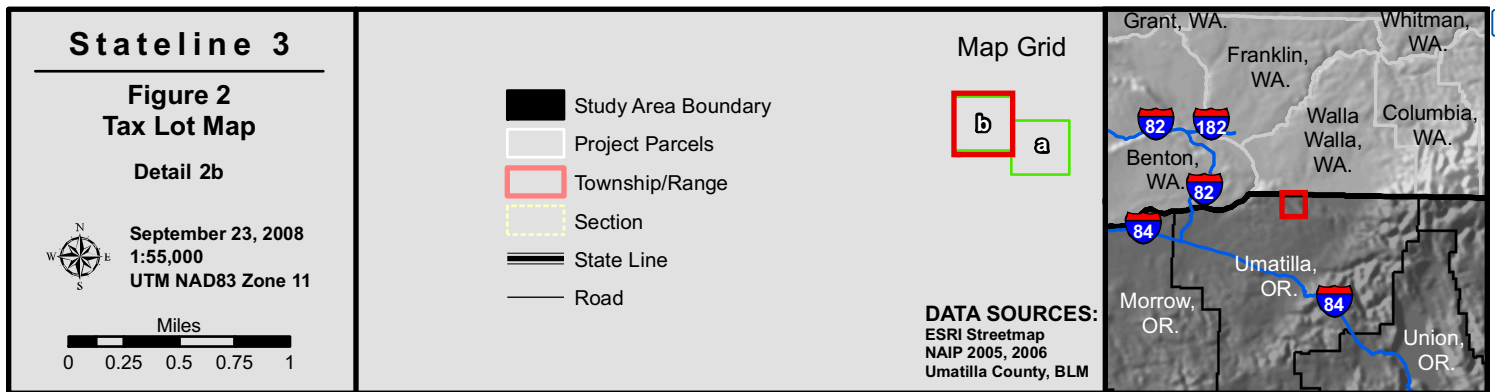 Stateline 3
Figure 2
Tax Lot Map
Detail 2b
N
W E
S
September 23, 2008
1:55,000
UTM NAD83 Zone 11
Miles
0 0.25 0.5 0.75 1
Study Area Boundary
Project Parcels
Township/Range
Section
State Line
Road
Map Grid
b
a
DATA SOURCES:
ESRI Streetmap
NAIP 2005, 2006
Umatilla County, BLM
Grant, WA.
Whitman,
WA.
Franklin,
WA.
82
182
Walla
Walla,
WA.
Columbia,
WA.
Benton,
WA.
82
84
Umatilla,
OR.
Morrow,
OR.
84
Union,
OR.